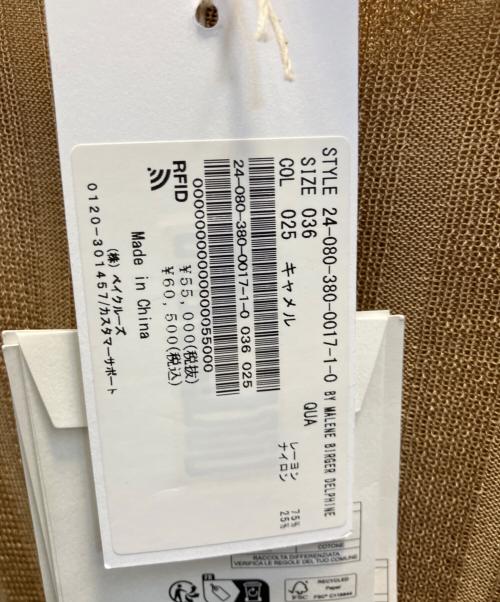 STYLE 24-080-380-0017-1-0 BY MALENE BIRGER DELPHINE
SIZE 036 QUA レーヨン 75%
COL 025 キャメル ナイロン 25%
24-080-380-0017-1-0 036 025
0000000000000000055000
RFID
¥55,000(税抜)
¥60,500(税込)
Made in China
(株)ベイクルーズ
0120-301457/カスタマーサポート
COTONE
RACCOLTA DIFFERENZIATA
VERIFICA LE REGOLE DEL TUO COMUNE
FR
FSC
RECYCLED
Paper